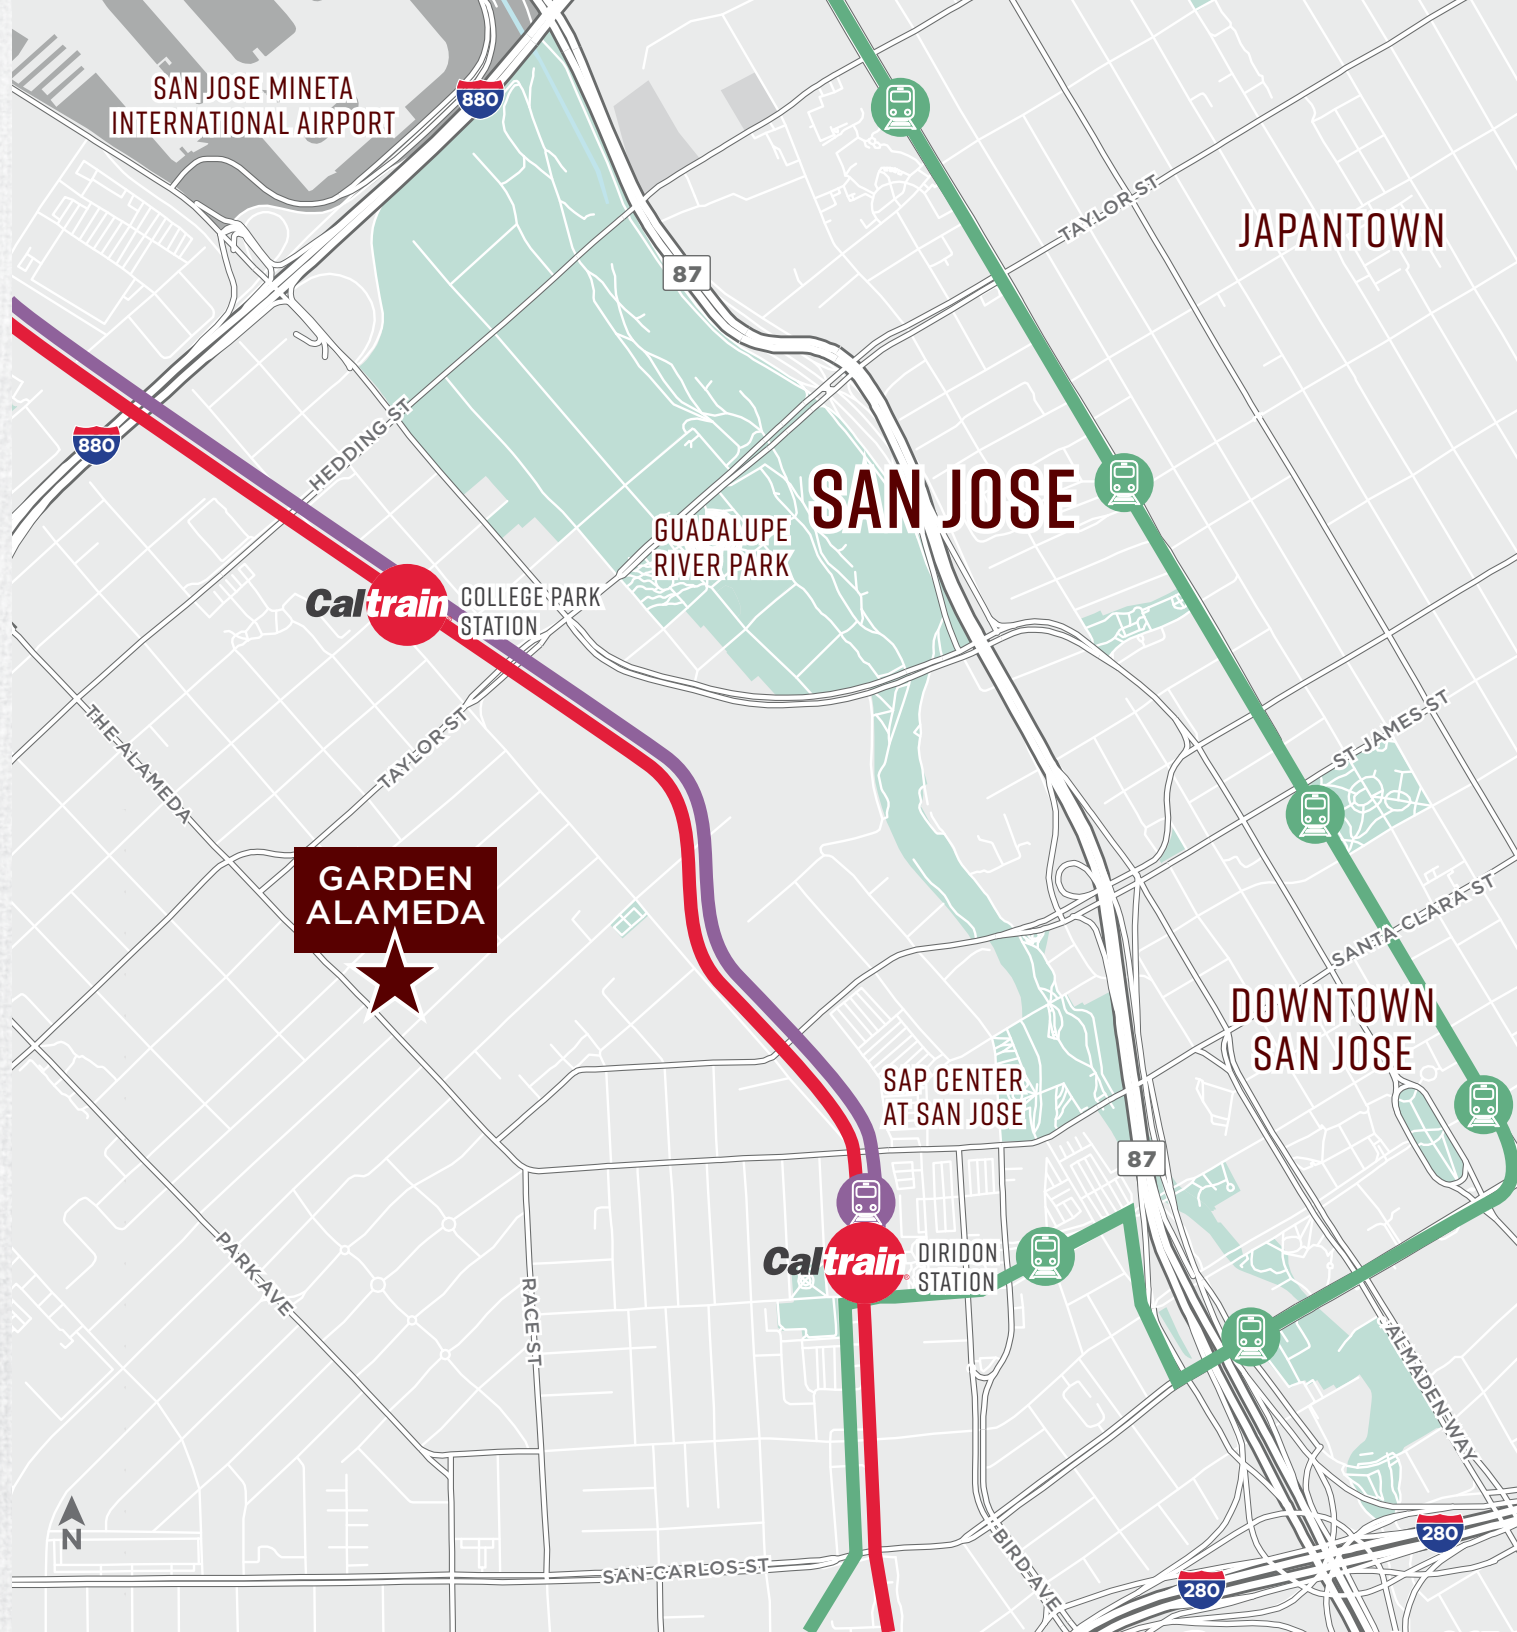 SAN JOSE MINETA
INTERNATIONAL AIRPORT
880
TAYLOR ST
JAPANTOWN
87
HEDDING ST
880
SAN JOSE
GUADALUPE
RIVER PARK
Caltrain
COLLEGE PARK
STATION
THE ALAMEDA
TAYLOR ST
ST JAMES ST
GARDEN
ALAMEDA
SANTA CLARA ST
DOWNTOWN
SAN JOSE
SAP CENTER
AT SAN JOSE
87
Caltrain
DIRIDON
STATION
PARK AVE
RACE ST
ALMADEN WAY
N
SAN CARLOS ST
BIRD AVE
280
280